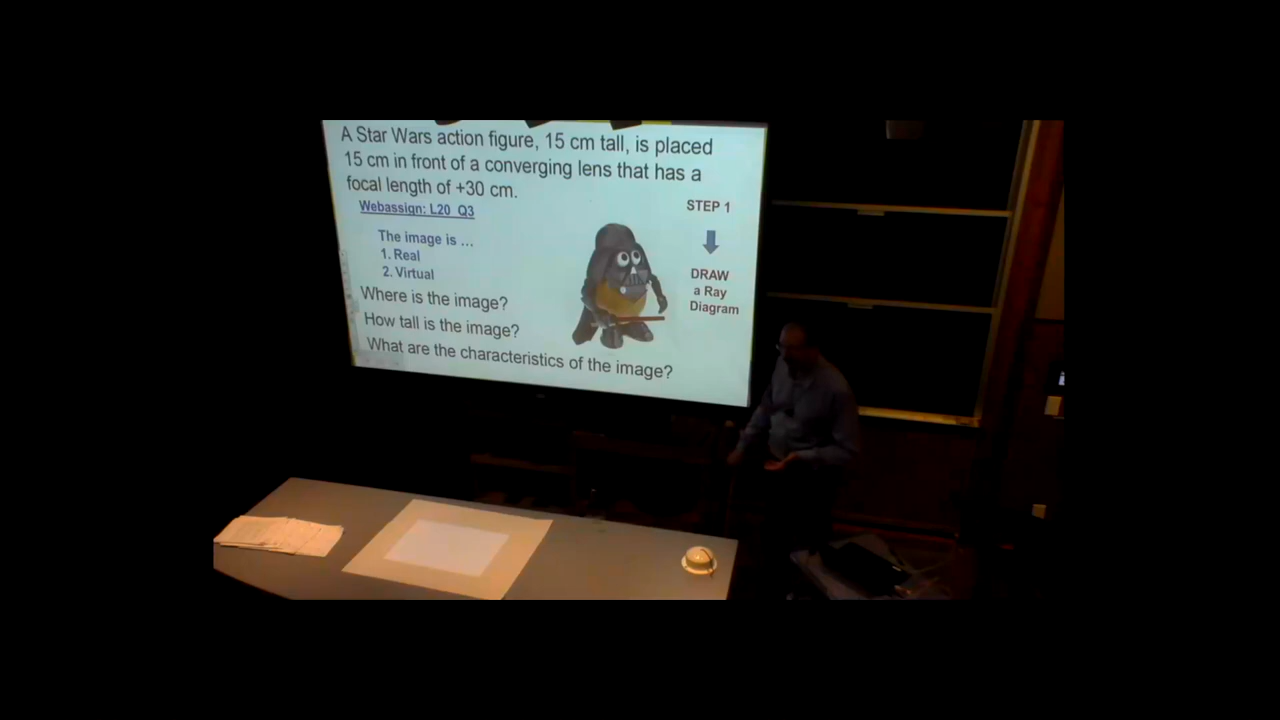 A Star Wars action figure, 15 cm tall, is placed
15 cm in front of a converging lens that has a
focal length of +30 cm.
Webassign: L20 Q3
The image is ...
1. Real
2. Virtual
Where is the image?
How tall is the image?
What are the characteristics of the image?
STEP 1
DRAW
a Ray
Diagram